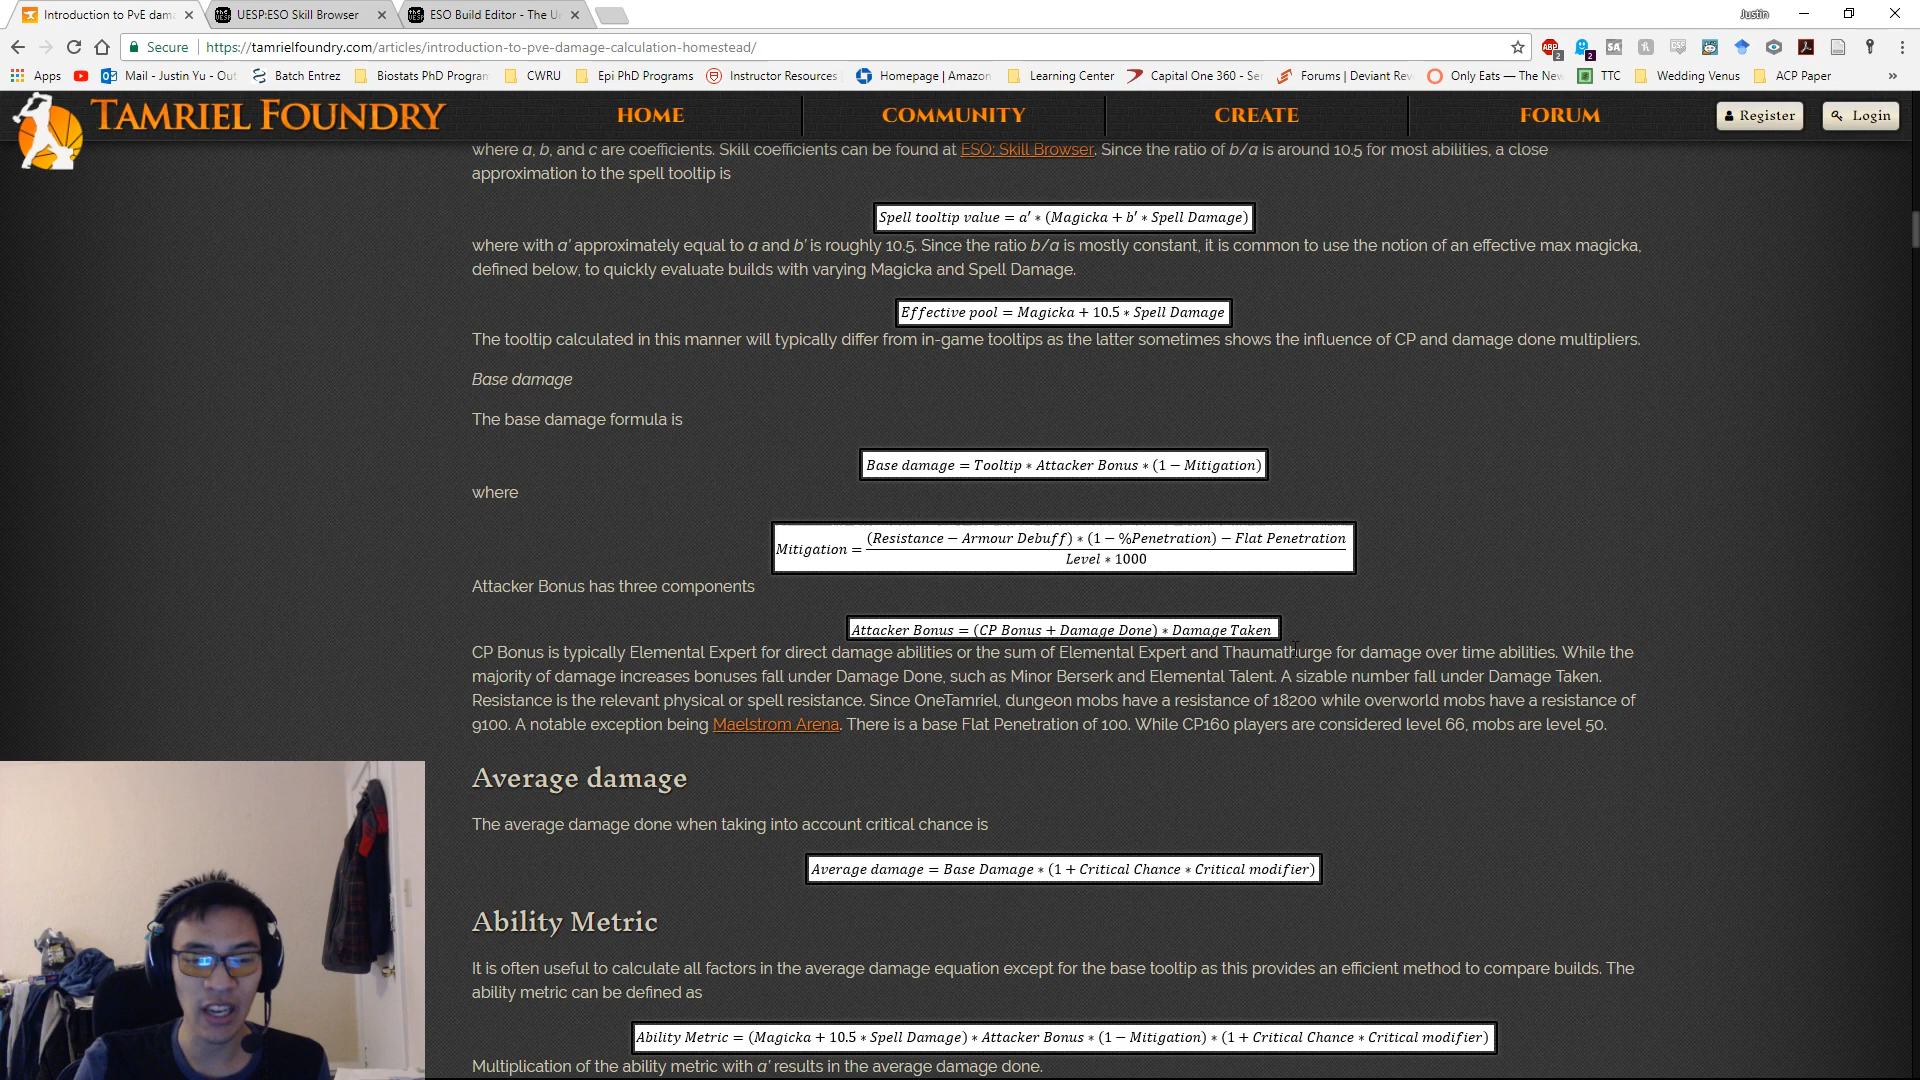 Introduction to PvE dam
UESP:ESO Skill Browser
ESO Build Editor - The U
Justin
Secure
https://tamrielfoundry.com/articles/introduction-to-pve-damage-calculation-homestead/
Apps
Mail - Justin Yu - Out
Batch Entrez
Biostats PhD Program
CWRU
Epi PhD Programs
Instructor Resources
Homepage | Amazon
Learning Center
Capital One 360 - Se
Forums | Deviant Rev
Only Eats — The New
TTC
Wedding Venus
ACP Paper
TAMRIEL FOUNDRY
HOME
COMMUNITY
CREATE
FORUM
Register
Login
where a, b, and c are coefficients. Skill coefficients can be found at ESO: Skill Browser. Since the ratio of b/a is around 10.5 for most abilities, a close
approximation to the spell tooltip is
Spell tooltip value = a′ * (Magicka + b′ * Spell Damage)
where with a' approximately equal to a and b' is roughly 10.5. Since the ratio b/a is mostly constant, it is common to use the notion of an effective max magicka,
defined below, to quickly evaluate builds with varying Magicka and Spell Damage.
Effective pool = Magicka + 10.5 * Spell Damage
The tooltip calculated in this manner will typically differ from in-game tooltips as the latter sometimes shows the influence of CP and damage done multipliers.
Base damage
The base damage formula is
Base damage = Tooltip * Attacker Bonus * (1 − Mitigation)
where
(Resistance − Armour Debuff) * (1 − %Penetration) − Flat Penetration
Mitigation =
Level * 1000
Attacker Bonus has three components
Attacker Bonus = (CP Bonus + Damage Done) * Damage Taken
CP Bonus is typically Elemental Expert for direct damage abilities or the sum of Elemental Expert and Thaumathurge for damage over time abilities. While the
majority of damage increases bonuses fall under Damage Done, such as Minor Berserk and Elemental Talent. A sizable number fall under Damage Taken.
Resistance is the relevant physical or spell resistance. Since OneTamriel, dungeon mobs have a resistance of 18200 while overworld mobs have a resistance of
9100. A notable exception being Maelstrom Arena. There is a base Flat Penetration of 100. While CP160 players are considered level 66, mobs are level 50.
Average damage
The average damage done when taking into account critical chance is
Average damage = Base Damage * (1 + Critical Chance * Critical modifier)
Ability Metric
It is often useful to calculate all factors in the average damage equation except for the base tooltip as this provides an efficient method to compare builds. The
ability metric can be defined as
Ability Metric = (Magicka + 10.5 * Spell Damage) * Attacker Bonus * (1 − Mitigation) * (1 + Critical Chance * Critical modifier)
Multiplication of the ability metric with a' results in the average damage done.